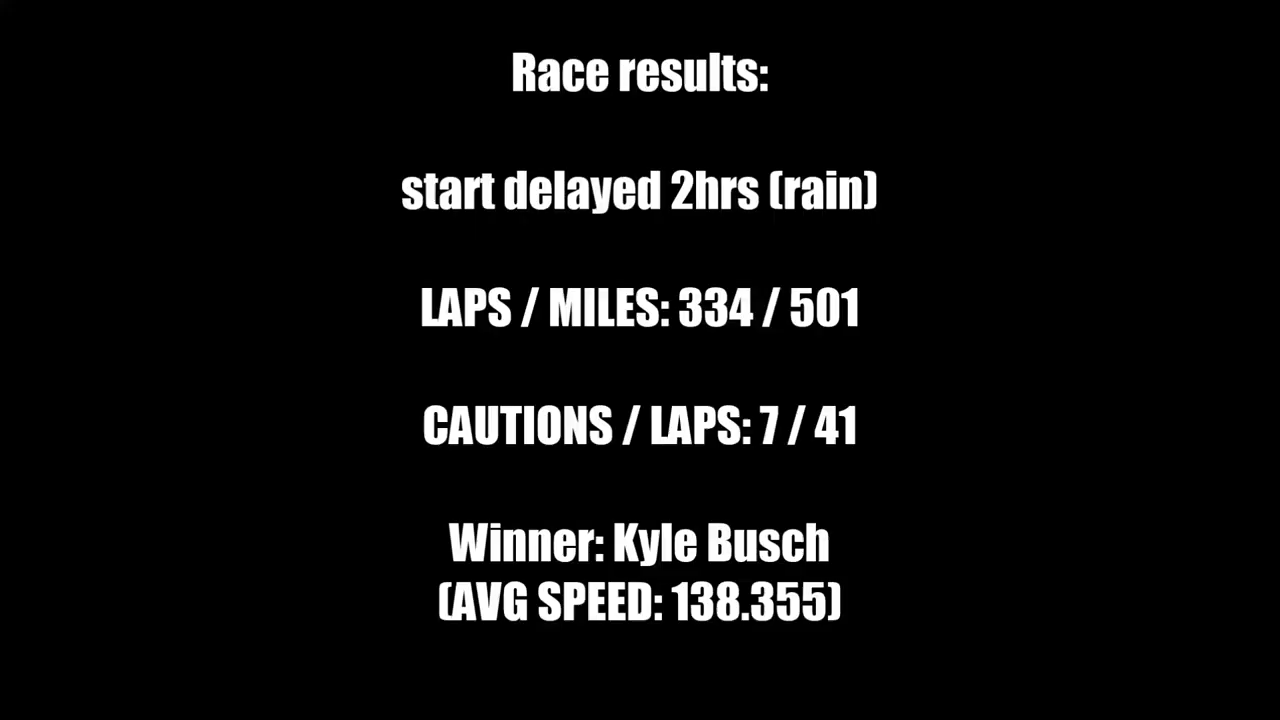 Race results:
start delayed 2hrs (rain)
LAPS / MILES: 334 / 501
CAUTIONS / LAPS: 7 / 41
Winner: Kyle Busch
(AVG SPEED: 138.355)